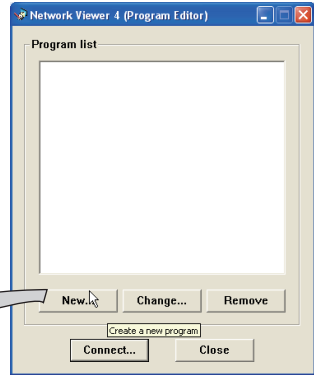 Network Viewer 4 (Program Editor)
Program list
New... Change... Remove
Create a new program
Connect... Close